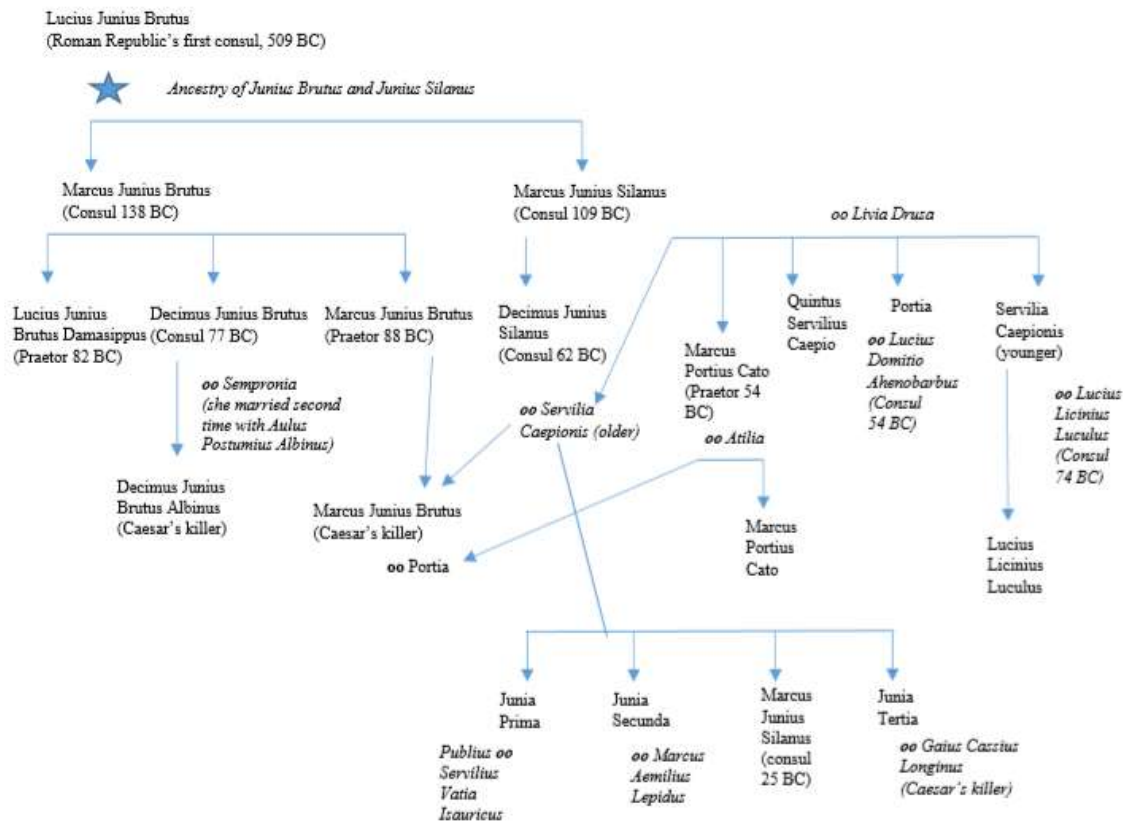 Lucius Junius Brutus
(Roman Republic’s first consul, 509 BC)
Ancestry of Junius Brutus and Junius Silanus
Marcus Junius Brutus
(Consul 138 BC)
Marcus Junius Silanus
(Consul 109 BC)
oo Livia Drusa
Lucius Junius
Brutus Damasippus
(Praetor 82 BC)
Decimus Junius Brutus
(Consul 77 BC)
Marcus Junius Brutus
(Praetor 88 BC)
Decimus Junius
Silanus
(Consul 62 BC)
Marcus
Portius Cato
(Praetor 54
BC)
Quintus
Servilius
Caepio
Portia
oo Lucius
Domitio
Ahenobarbus
(Consul
54 BC)
Servilia
Caepionis
(younger)
oo Lucius
Licinius
Luculus
(Consul
74 BC)
oo Sempronia
(she married second
time with Aulus
Postumius Albinus)
oo Servilia
Caepionis (older)
oo Atilia
Decimus Junius
Brutus Albinus
(Caesar’s killer)
Marcus Junius Brutus
(Caesar’s killer)
oo Portia
Marcus
Portius
Cato
Lucius
Licinius
Luculus
Junia
Prima
Publius oo
Servilius
Vatia
Isauricus
Junia
Secunda
oo Marcus
Aemilius
Lepidus
Marcus
Junius
Silanus
(consul
25 BC)
Junia
Tertia
oo Gaius Cassius
Longinus
(Caesar’s killer)